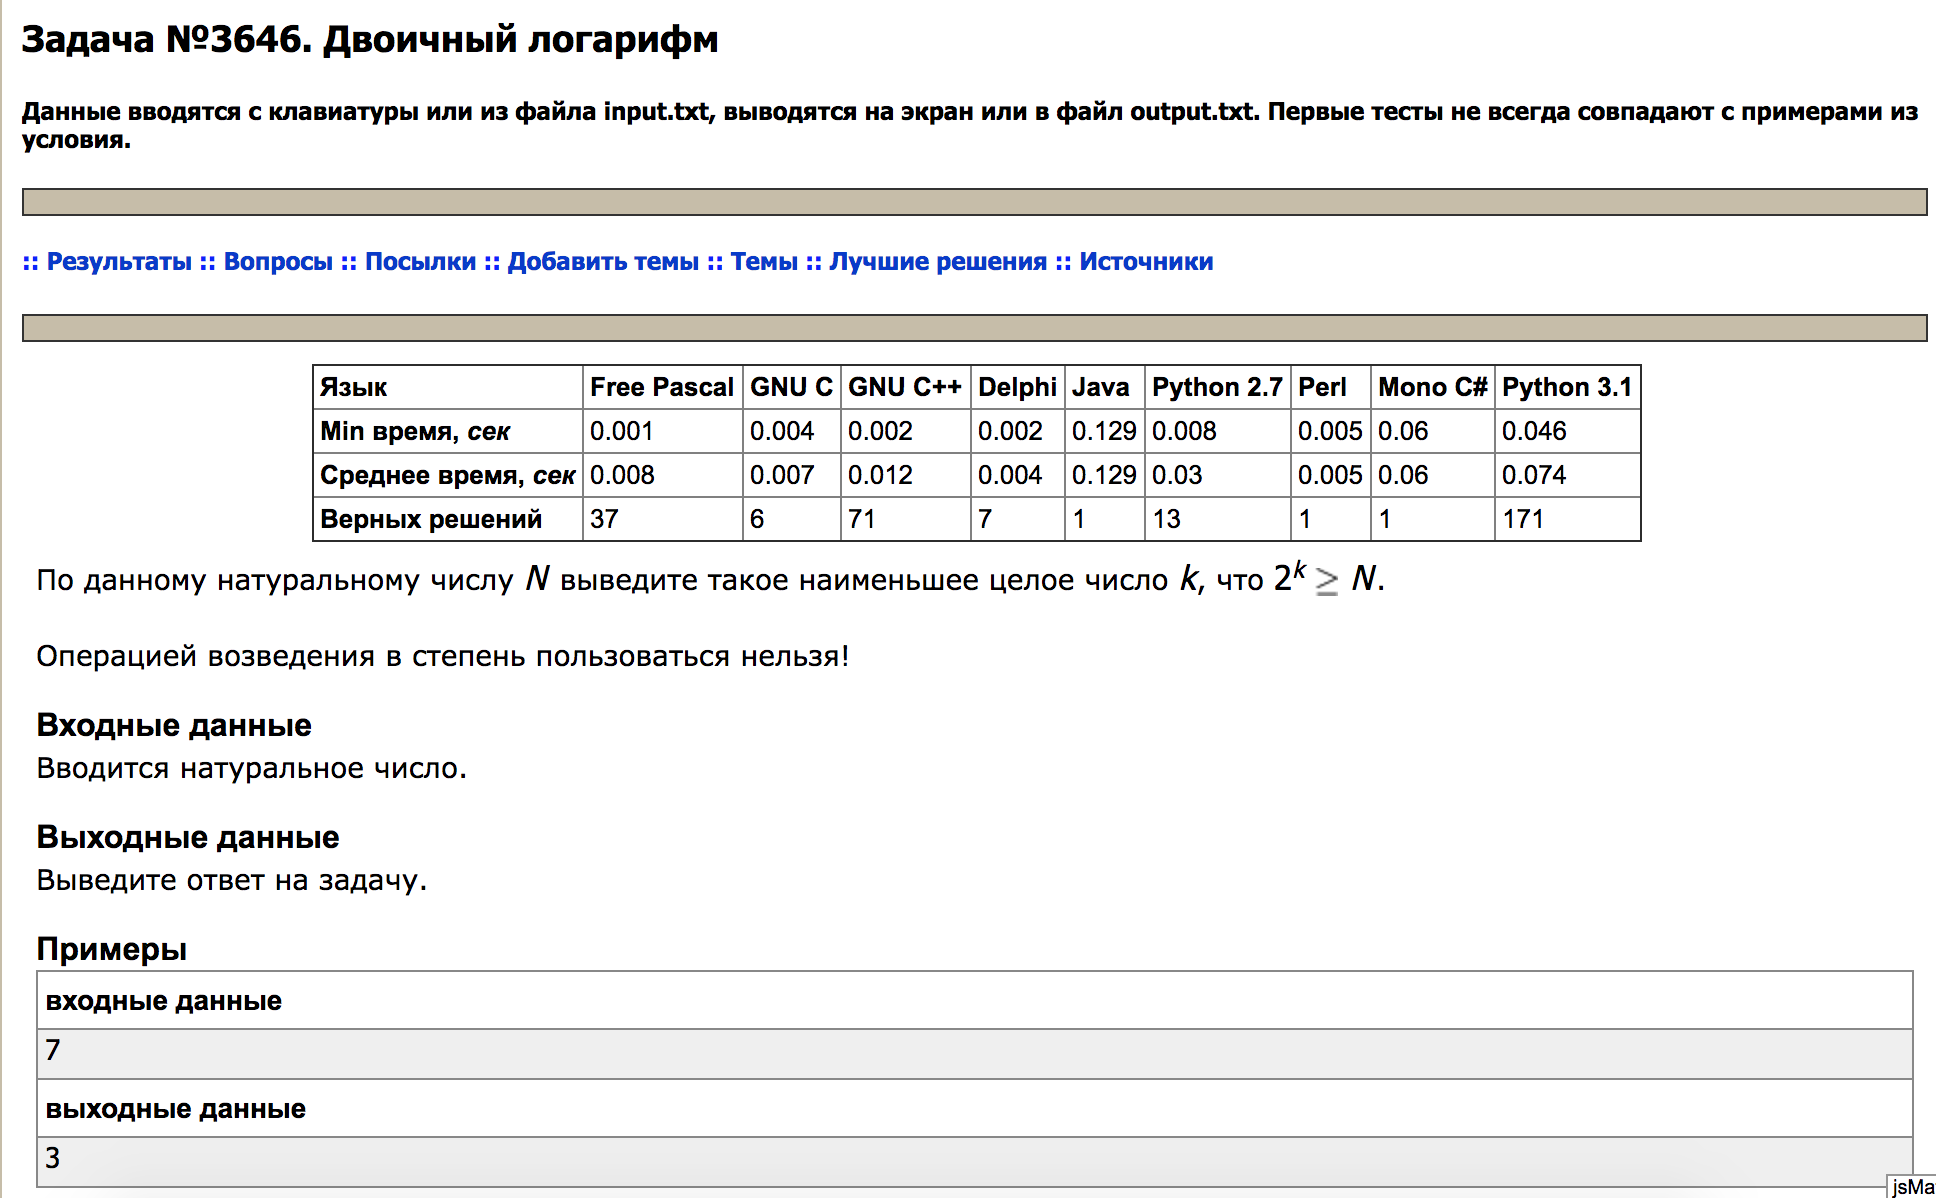 Задача №3646. Двоичный логарифм
Данные вводятся с клавиатуры или из файла input.txt, выводятся на экран или в файл output.txt. Первые тесты не всегда совпадают с примерами из
условия.
:: Результаты :: Вопросы :: Посылки :: Добавить темы :: Темы :: Лучшие решения :: Источники
Язык Free Pascal GNU C GNU C++ Delphi Java Python 2.7 Perl Mono C# Python 3.1
Min время, сек 0.001 0.004 0.002 0.002 0.129 0.008 0.005 0.06 0.046
Среднее время, сек 0.008 0.007 0.012 0.004 0.129 0.03 0.005 0.06 0.074
Верных решений 37 6 71 7 1 13 1 1 171
По данному натуральному числу N выведите такое наименьшее целое число k, что 2^k ≥ N.
Операцией возведения в степень пользоваться нельзя!
Входные данные
Вводится натуральное число.
Выходные данные
Выведите ответ на задачу.
Примеры
входные данные
7
выходные данные
3
jsMa